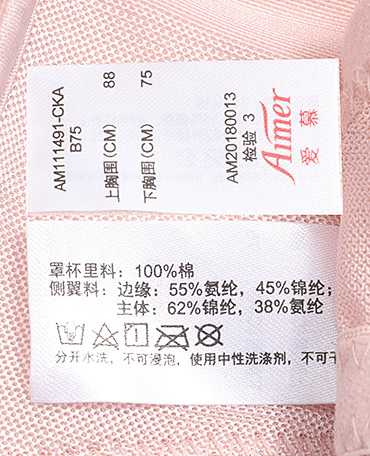 AM111491-CKA
B75
上胸围(CM) 88
下胸围(CM) 75
AM20180013
检验 3
Aimer
爱慕
罩杯里料：100%棉
侧翼料：边缘：55%氨纶，45%锦纶；
主体：62%锦纶，38%氨纶
分开水洗，不可浸泡，使用中性洗涤剂，不可干